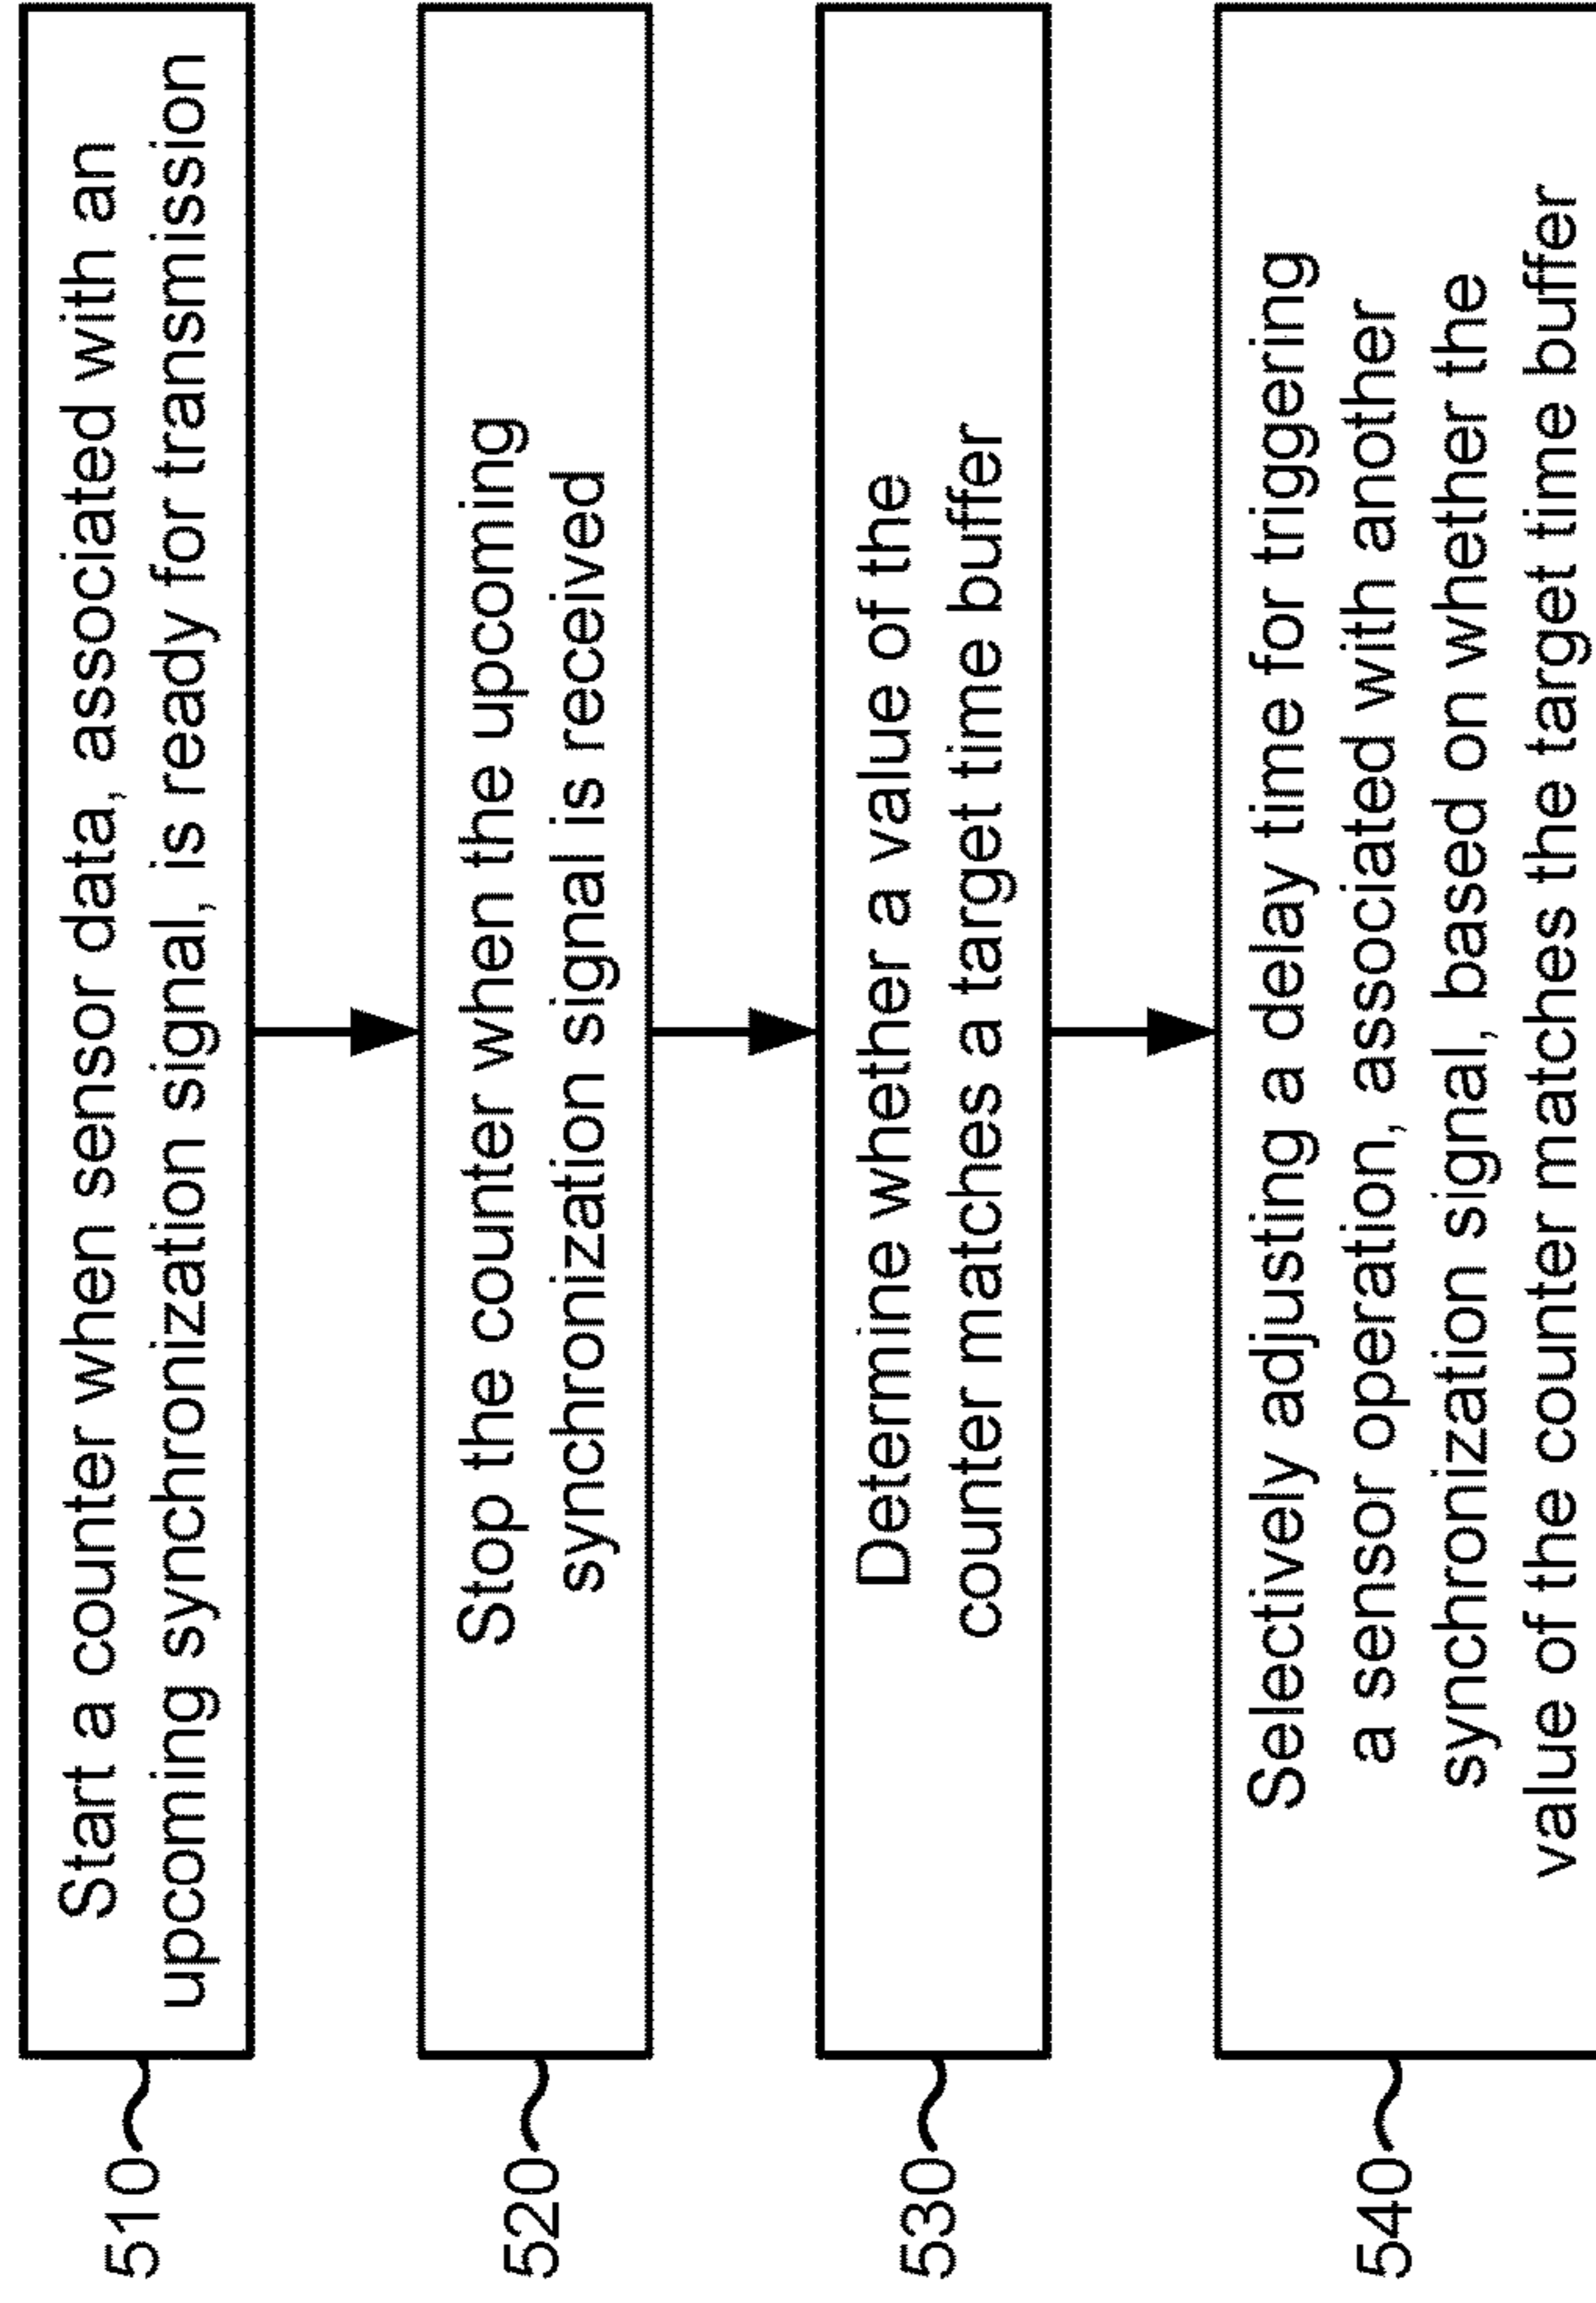 510
Start a counter when sensor data, associated with an
upcoming synchronization signal, is ready for transmission
520
Stop the counter when the upcoming
synchronization signal is received
530
Determine whether a value of the
counter matches a target time buffer
540
Selectively adjusting a delay time for triggering
a sensor operation, associated with another
synchronization signal, based on whether the
value of the counter matches the target time buffer